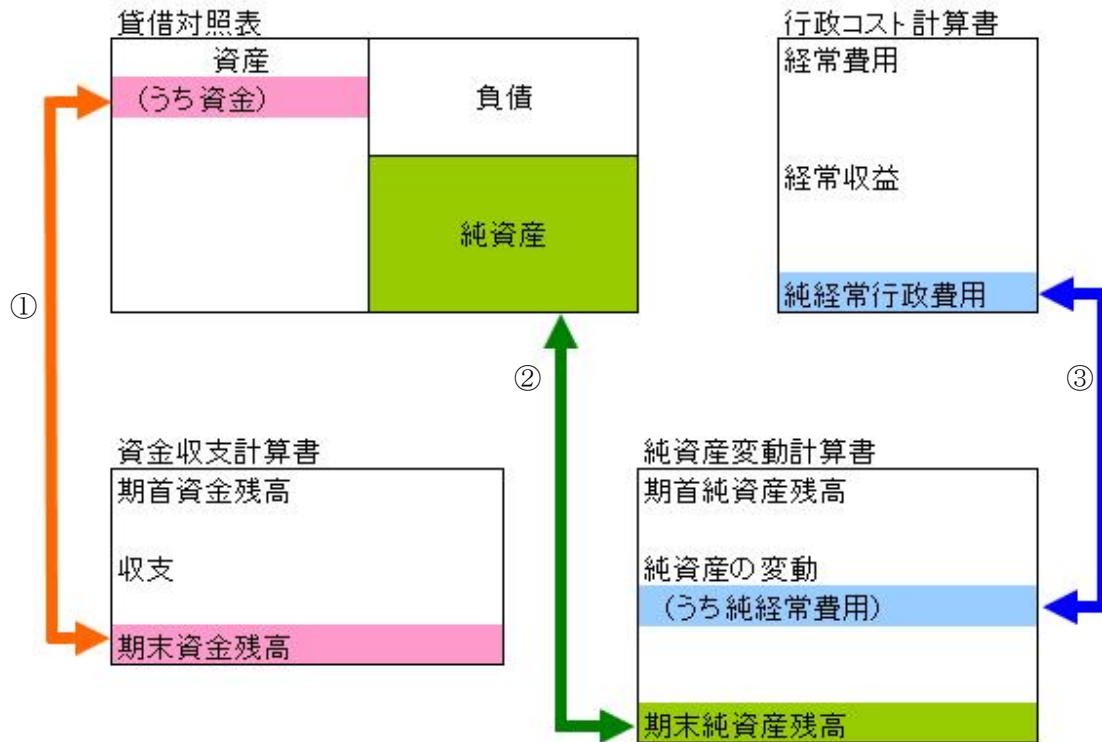 貸借対照表
資産
(うち資金)
負債
純資産
行政コスト計算書
経常費用
経常収益
純経常行政費用
①
②
③
資金収支計算書
期首資金残高
収支
期末資金残高
純資産変動計算書
期首純資産残高
純資産の変動
(うち純経常費用)
期末純資産残高